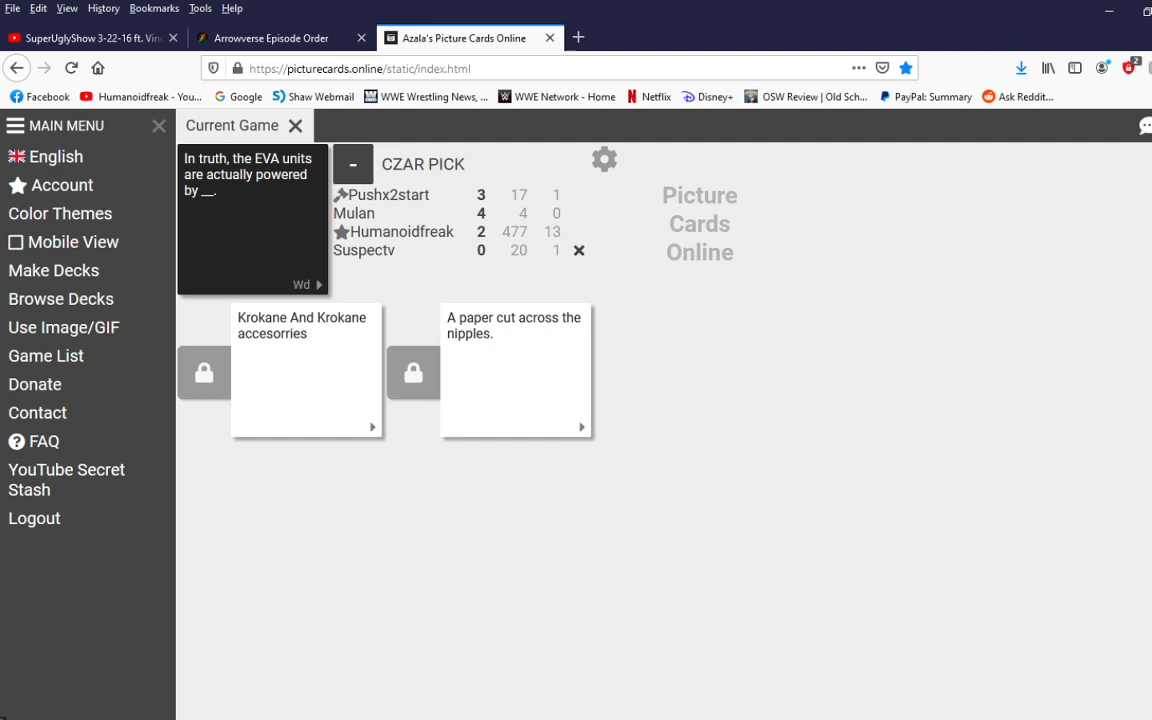 File Edit View History Bookmarks Tools Help
SuperUglyShow 3-22-16 ft. Vin
Arrowverse Episode Order
Azala's Picture Cards Online
https://picturecards.online/static/index.html
2
Facebook
Humanoidfreak - You...
Google
Shaw Webmail
WWE Wrestling News, ...
WWE Network - Home
Netflix
Disney+
OSW Review | Old Sch...
PayPal: Summary
Ask Reddit...
MAIN MENU
English
Account
Color Themes
Mobile View
Make Decks
Browse Decks
Use Image/GIF
Game List
Donate
Contact
FAQ
YouTube Secret
Stash
Logout
Current Game
In truth, the EVA units
are actually powered
by __.
Wd
- CZAR PICK
Pushx2start 3 17 1
Mulan 4 4 0
Humanoidfreak 2 477 13
Suspectv 0 20 1
Picture
Cards
Online
Krokane And Krokane
accesorries
A paper cut across the
nipples.